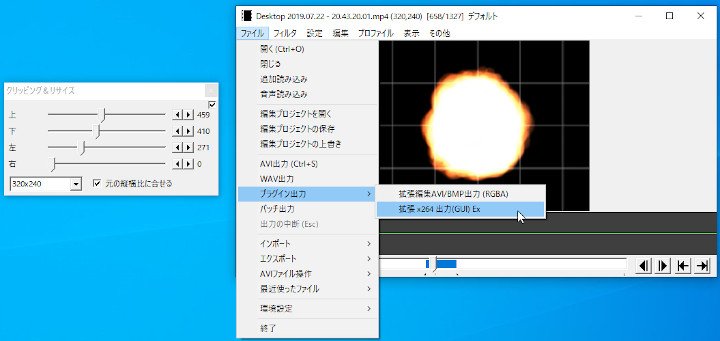 クリッピング&リサイズ
上
459
下
410
左
271
右
0
320x240
元の縦横比に合せる
Desktop 2019.07.22 - 20.43.20.01.mp4 (320,240) [658/1327] デフォルト
ファイル フィルタ 設定 編集 プロファイル 表示 その他
開く (Ctrl+O)
閉じる
追加読み込み
音声読み込み
編集プロジェクトを開く
編集プロジェクトの保存
編集プロジェクトの上書き
AVI出力 (Ctrl+S)
WAV出力
プラグイン出力
バッチ出力
出力の中断 (Esc)
インポート
エクスポート
AVIファイル操作
最近使ったファイル
環境設定
終了
拡張編集AVI/BMP出力 (RGBA)
拡張 x264 出力(GUI) Ex